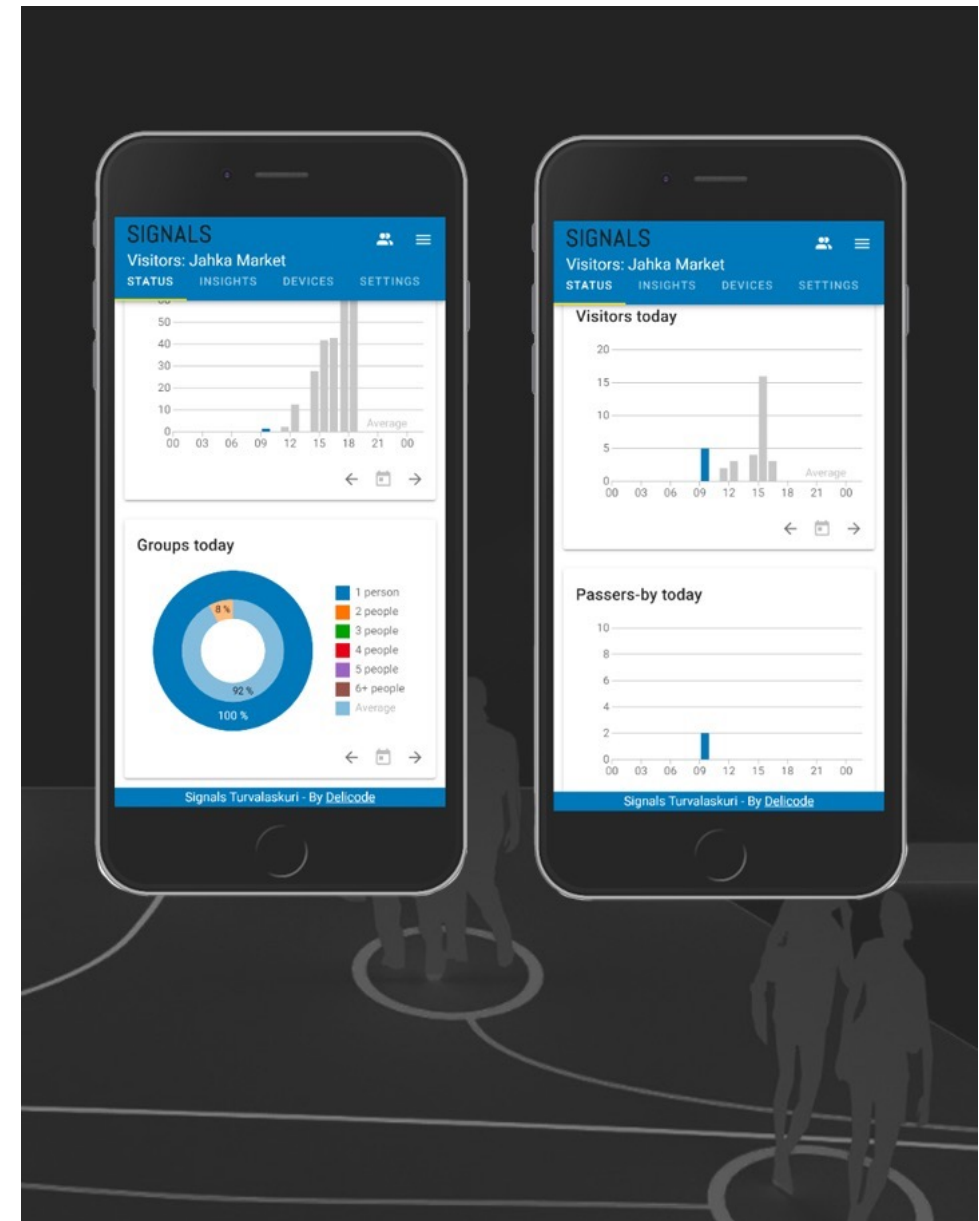 SIGNALS
Visitors: Jahka Market
STATUS INSIGHTS DEVICES SETTINGS
50
40
30
20
10
0
Average
00 03 06 09 12 15 18 21 00
Groups today
8 %
92 %
100 %
1 person
2 people
3 people
4 people
5 people
6+ people
Average
Signals Turvalaskuri - By Delicode
SIGNALS
Visitors: Jahka Market
STATUS INSIGHTS DEVICES SETTINGS
Visitors today
20
15
10
5
0
Average
00 03 06 09 12 15 18 21 00
Passers-by today
10
8
6
4
2
0
00 03 06 09 12 15 18 21 00
Signals Turvalaskuri - By Delicode